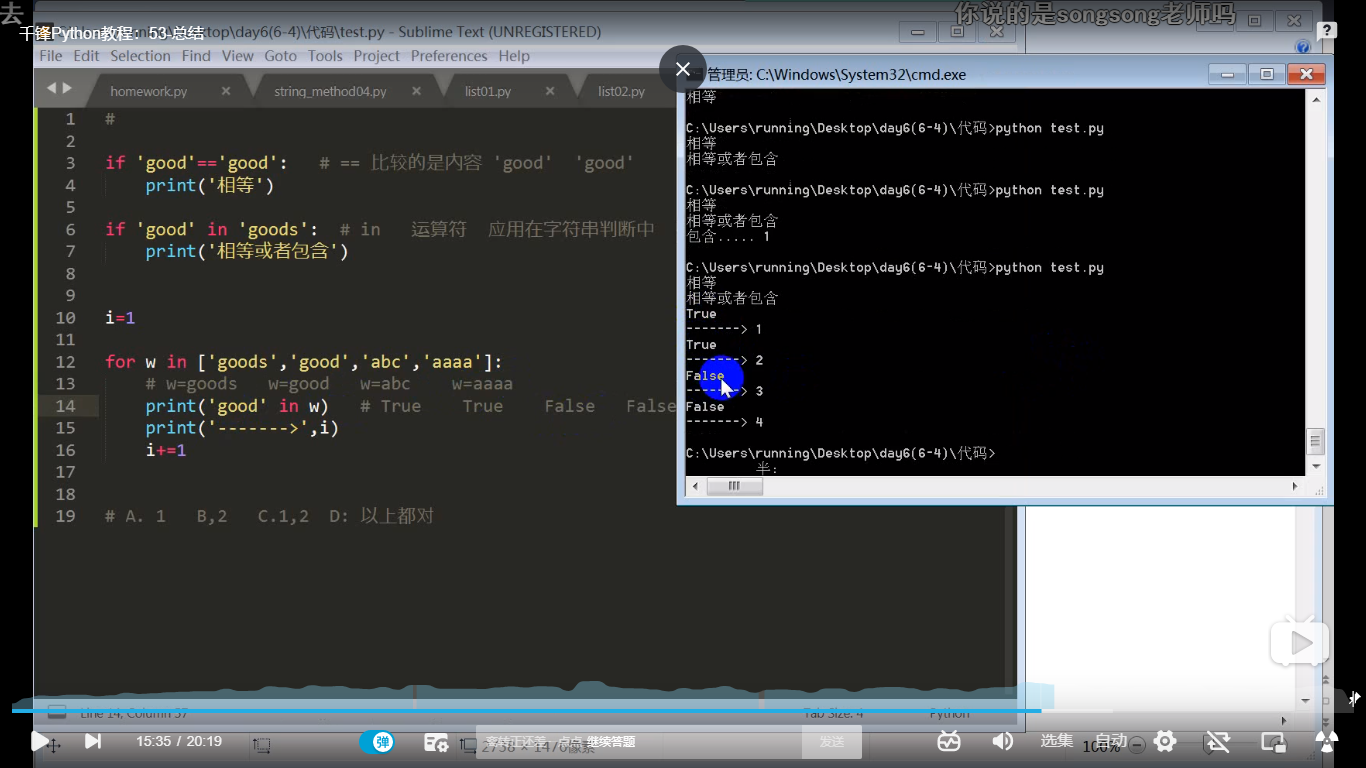 去
你说的是songsong老师吗
千锋Python教程：53-总结
top\day6(6-4)\代码\test.py - Sublime Text (UNREGISTERED)
File Edit Selection Find View Goto Tools Project Preferences Help
homework.py × string_method04.py × list01.py × list02.py
1 #
2
3 if 'good'=='good': # == 比较的是内容 'good' 'good'
4 print('相等')
5
6 if 'good' in 'goods': # in 运算符 应用在字符串判断中
7 print('相等或者包含')
8
9
10 i=1
11
12 for w in ['goods','good','abc','aaaa']:
13 # w=goods w=good w=abc w=aaaa
14 print('good' in w) # True True False False
15 print('------->',i)
16 i+=1
17
18
19 # A. 1 B,2 C.1,2 D: 以上都对
管理员: C:\Windows\System32\cmd.exe
相等
C:\Users\running\Desktop\day6(6-4)\代码>python test.py
相等
相等或者包含
C:\Users\running\Desktop\day6(6-4)\代码>python test.py
相等
相等或者包含
包含..... 1
C:\Users\running\Desktop\day6(6-4)\代码>python test.py
相等
相等或者包含
True
-------> 1
True
-------> 2
False
-------> 3
False
-------> 4
C:\Users\running\Desktop\day6(6-4)\代码>
半:
Line 14, Column 37 Tab Size: 4 Python
15:35 / 20:19 弹 继续答题 发送 选集 自动 100%